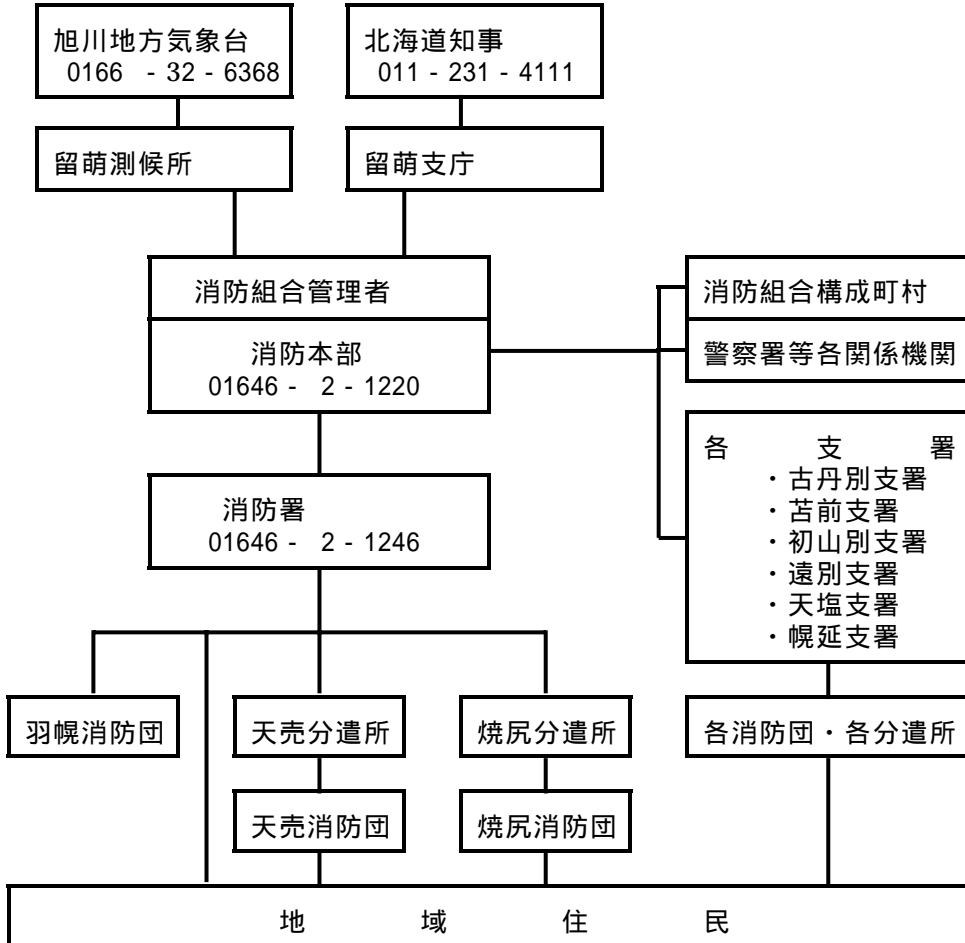 旭川地方気象台
0166 - 32 - 6368
北海道知事
011 - 231 - 4111
留萌測候所
留萌支庁
消防組合管理者
消防本部
01646 - 2 - 1220
消防組合構成町村
警察署等各関係機関
消防署
01646 - 2 - 1246
各 支 署
・古丹別支署
・苫前支署
・初山別支署
・遠別支署
・天塩支署
・幌延支署
羽幌消防団
天売分遣所
焼尻分遣所
各消防団・各分遣所
天売消防団
焼尻消防団
地 域 住 民